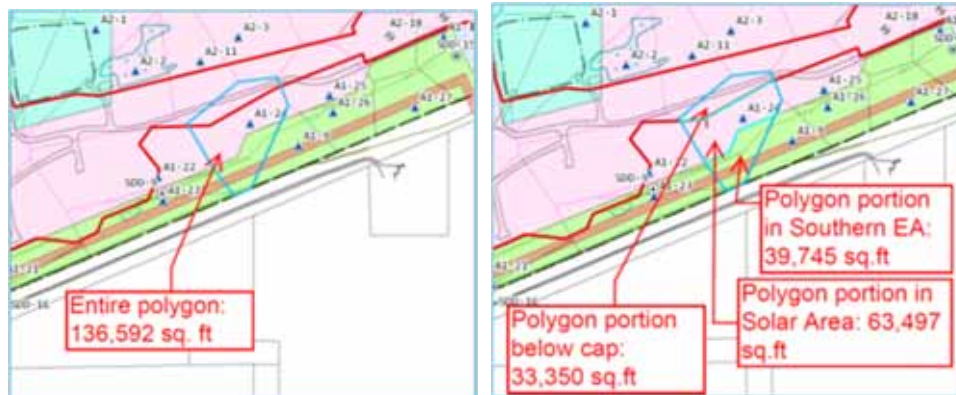 A2-1
A2-3
A2-18
A2-11
A2-2
A1-25
A1-26
A1-27
A1-9
A1-22
A1-23
SDD-16
Entire polygon:
136,592 sq. ft
A2-1
A2-3
A2-18
A2-11
A2-2
A1-25
A1-26
A1-27
A1-9
A1-23
SDD-16
Polygon portion
in Southern EA:
39,745 sq.ft
Polygon portion in
Solar Area: 63,497
sq.ft
Polygon portion
below cap:
33,350 sq.ft